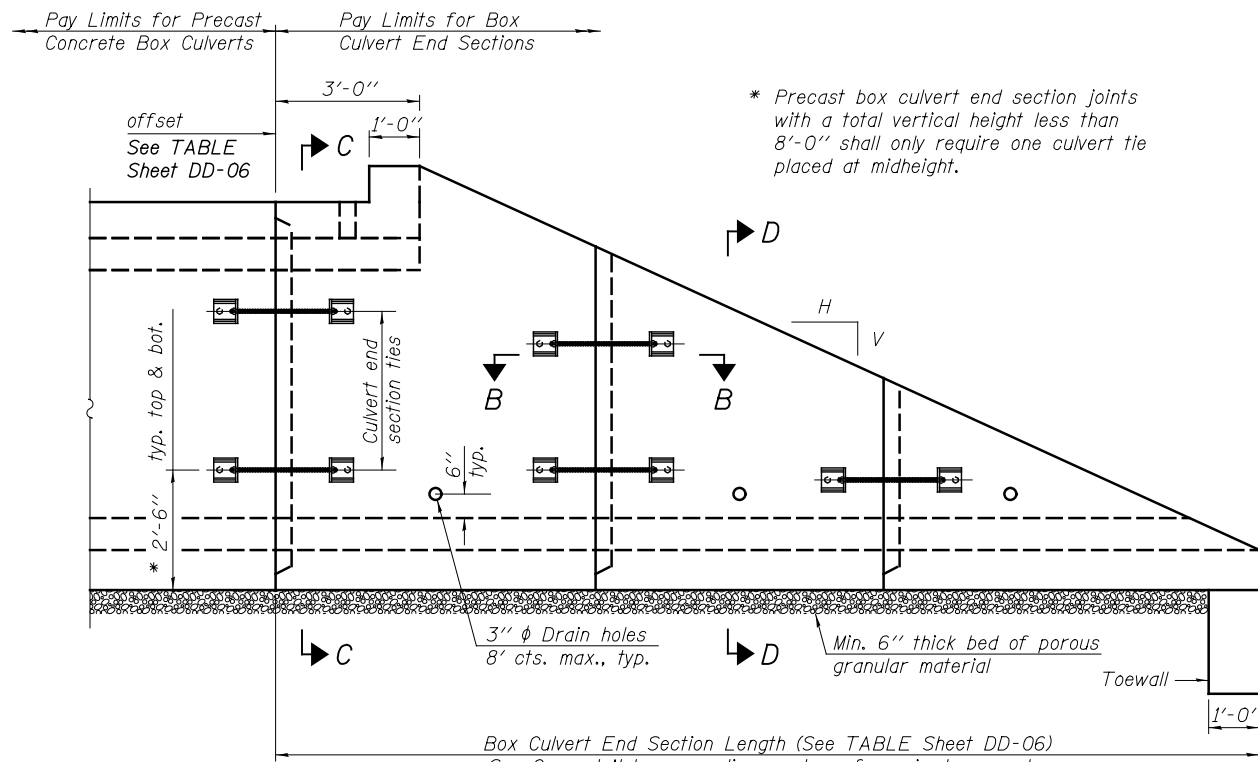 Pay Limits for Precast
Concrete Box Culverts
Pay Limits for Box
Culvert End Sections
3'-0''
1'-0''
offset
See TABLE
Sheet DD-06
C
* Precast box culvert end section joints
with a total vertical height less than
8'-0'' shall only require one culvert tie
placed at midheight.
D
H
V
B
B
Culvert end
section ties
typ. top & bot.
* 2'-6''
6''
typ.
C
3'' ϕ Drain holes
8' cts. max., typ.
D
Min. 6'' thick bed of porous
granular material
Toewall
1'-0'
Box Culvert End Section Length (See TABLE Sheet DD-06)